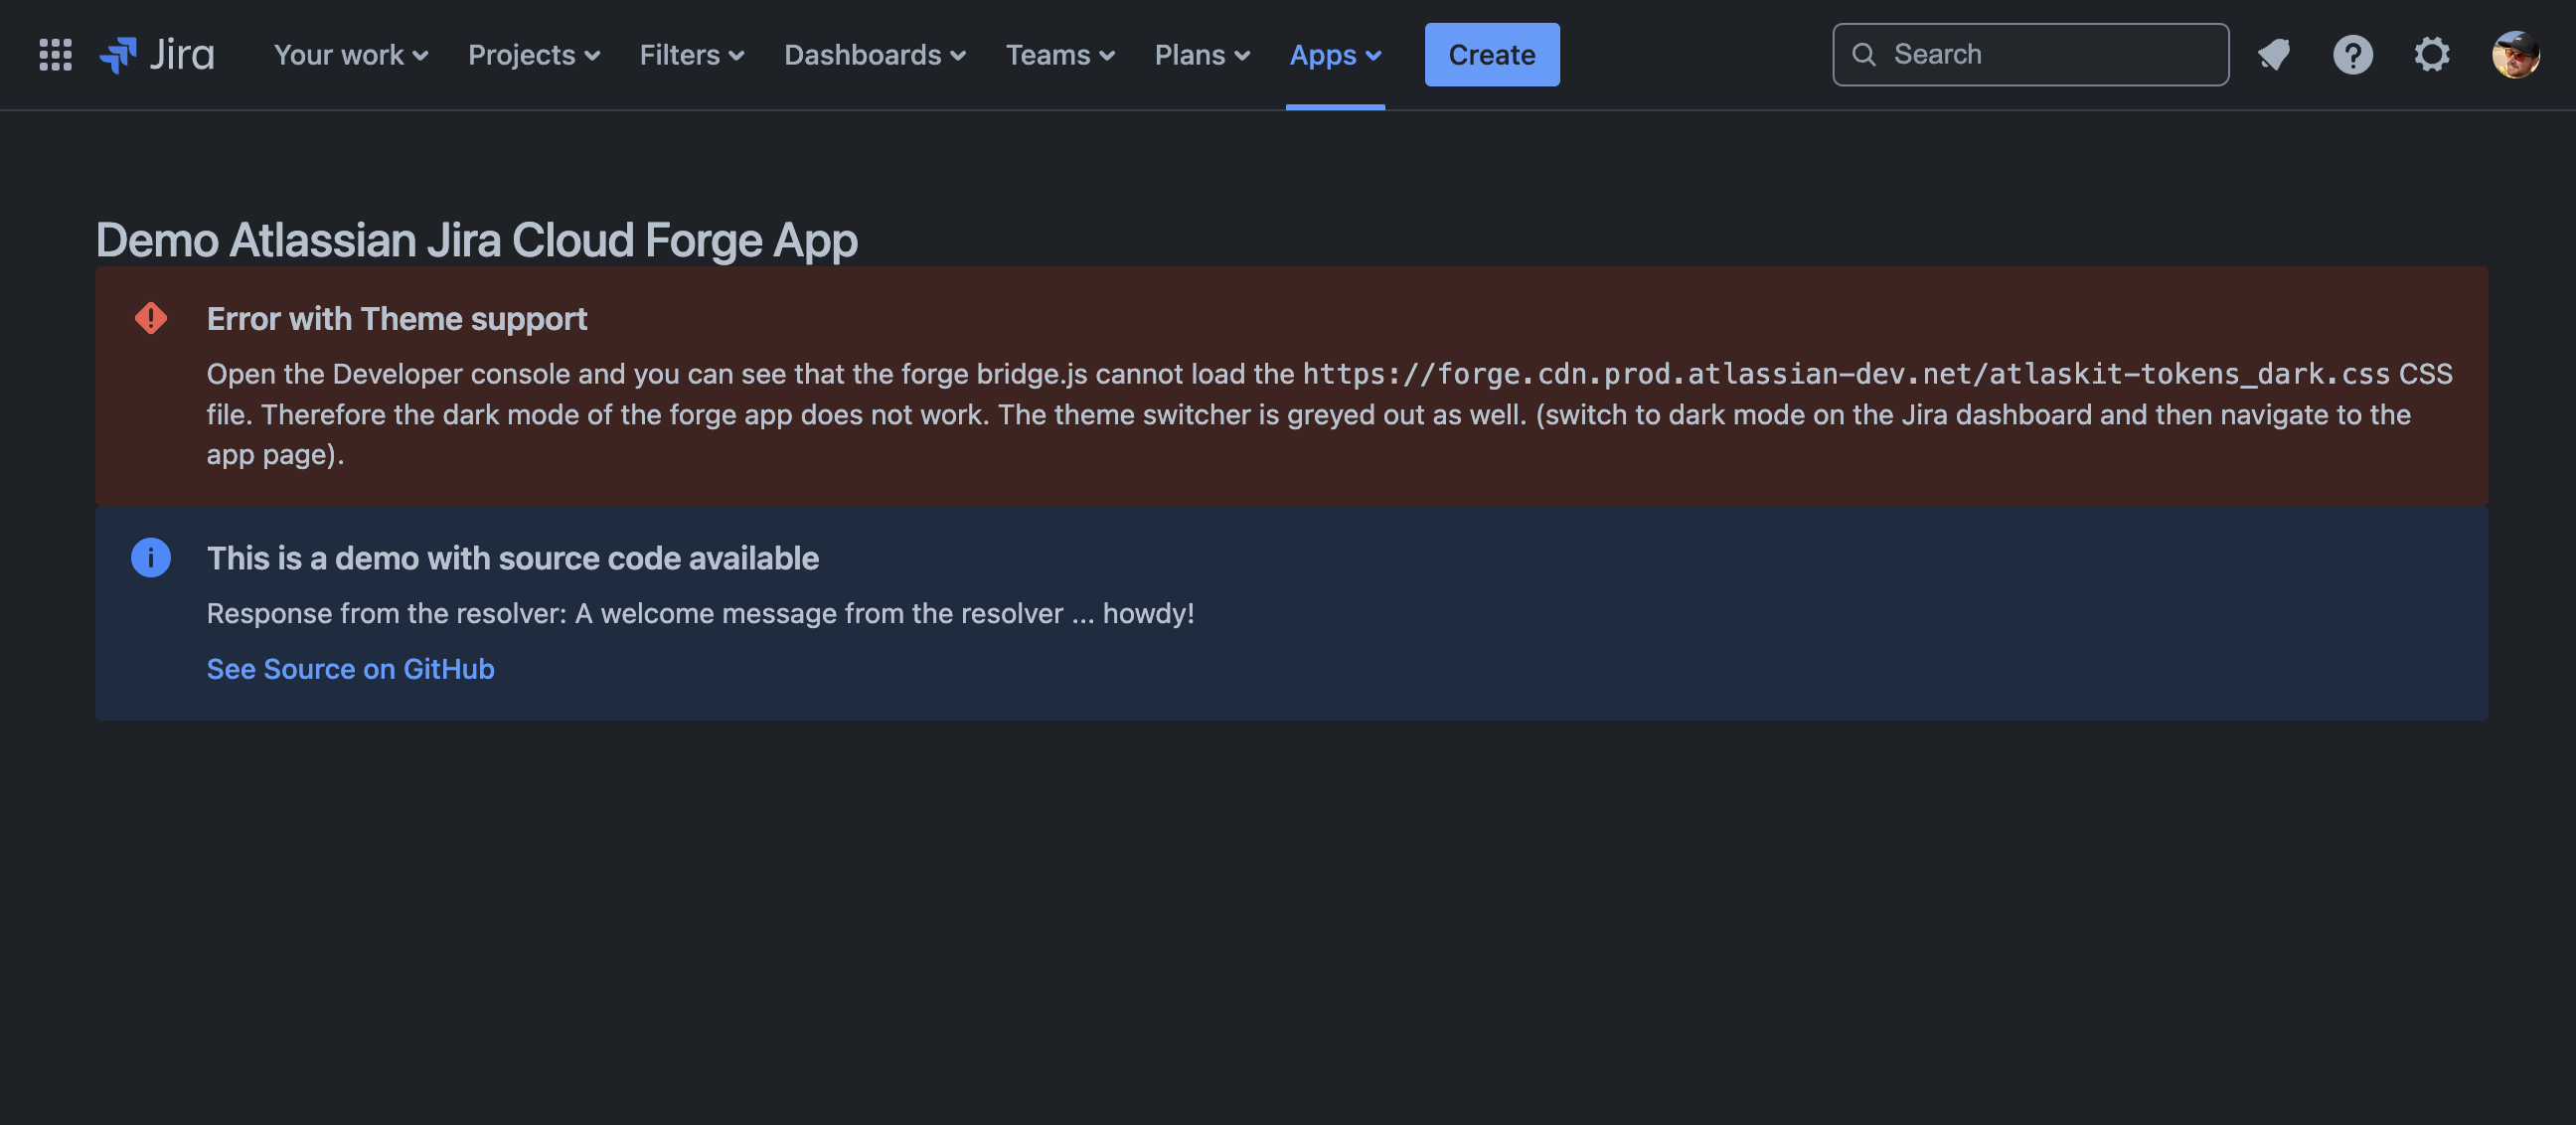 Jira Your work Projects Filters Dashboards Teams Plans Apps Create Search
Demo Atlassian Jira Cloud Forge App
Error with Theme support
Open the Developer console and you can see that the forge bridge.js cannot load the https://forge.cdn.prod.atlassian-dev.net/atlaskit-tokens_dark.css CSS
file. Therefore the dark mode of the forge app does not work. The theme switcher is greyed out as well. (switch to dark mode on the Jira dashboard and then navigate to the
app page).
This is a demo with source code available
Response from the resolver: A welcome message from the resolver ... howdy!
See Source on GitHub